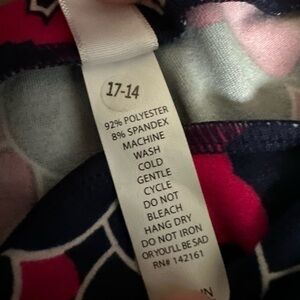 17-14
92% POLYESTER
8% SPANDEX
MACHINE
WASH
COLD
GENTLE
CYCLE
DO NOT
BLEACH
HANG DRY
DO NOT IRON
OR YOU'LL BE SAD
RN# 142161